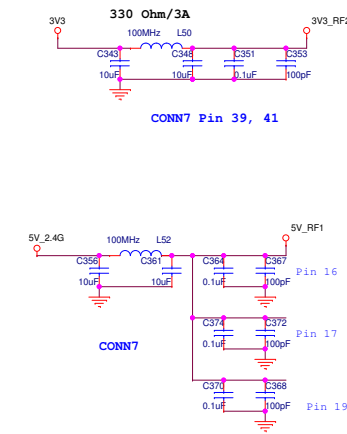 330 Ohm/3A
3V3
3V3_RF2
100MHz L50
C343 C348 C351 C353
10uF 10uF 0.1uF 100pF
CONN7 Pin 39, 41
5V_2.4G
5V_RF1
100MHz L52
C356 C361 C364 C367
10uF 10uF 0.1uF 100pF
Pin 16
C374 C372
0.1uF 100pF
Pin 17
CONN7
C370 C368
0.1uF 100pF
Pin 19